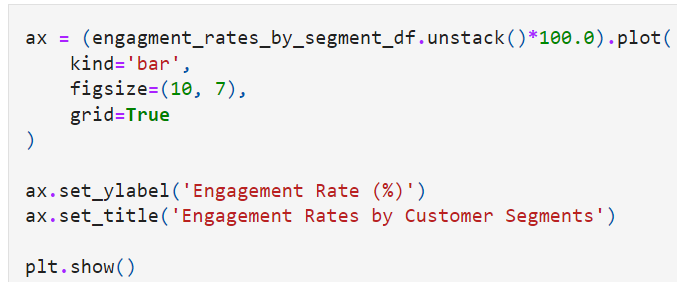 ax = (engagment_rates_by_segment_df.unstack()*100.0).plot(
    kind='bar',
    figsize=(10, 7),
    grid=True
)
ax.set_ylabel('Engagement Rate (%)')
ax.set_title('Engagement Rates by Customer Segments')
plt.show()